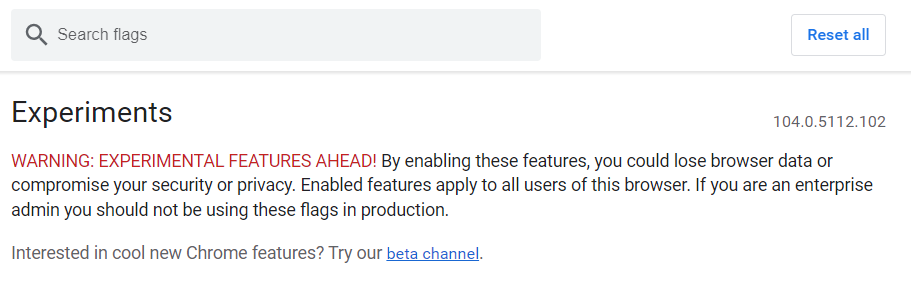 Search flags
Reset all
Experiments
104.0.5112.102
WARNING: EXPERIMENTAL FEATURES AHEAD! By enabling these features, you could lose browser data or
compromise your security or privacy. Enabled features apply to all users of this browser. If you are an enterprise
admin you should not be using these flags in production.
Interested in cool new Chrome features? Try our beta channel.